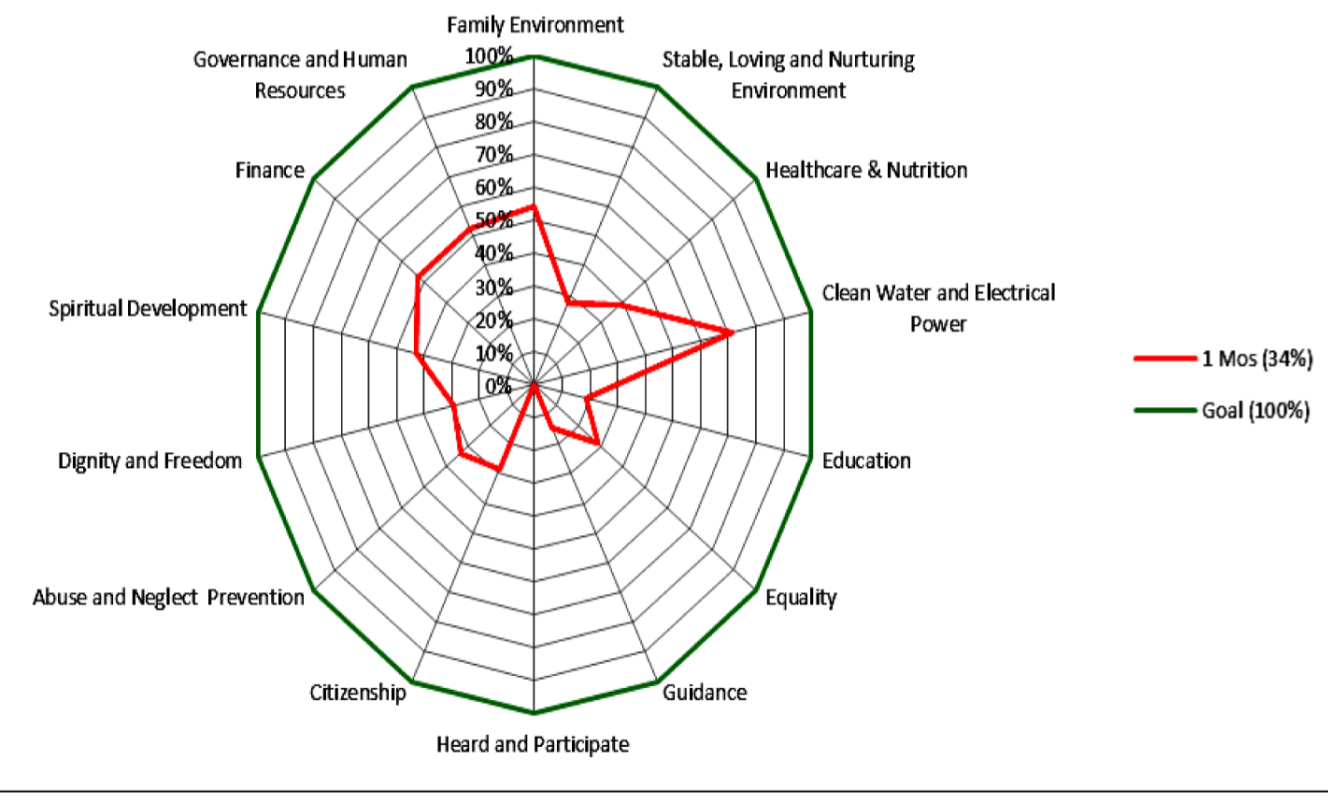 Family Environment
Governance and Human
Resources
Stable, Loving and Nurturing
Environment
100%
90%
80%
70%
60%
50%
40%
30%
20%
10%
0%
Finance
Healthcare & Nutrition
Spiritual Development
Clean Water and Electrical
Power
1 Mos (34%)
Goal (100%)
Dignity and Freedom
Education
Abuse and Neglect Prevention
Equality
Citizenship
Guidance
Heard and Participate